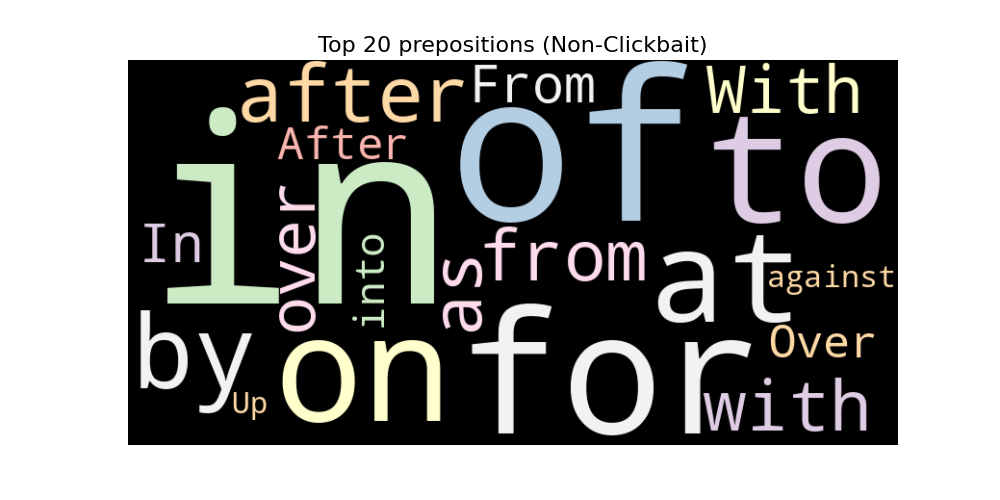 Top 20 prepositions (Non-Clickbait)
after
From
With
of
in
After
to
over
In
into
as
from
at
against
by
on
for
Over
Up
with